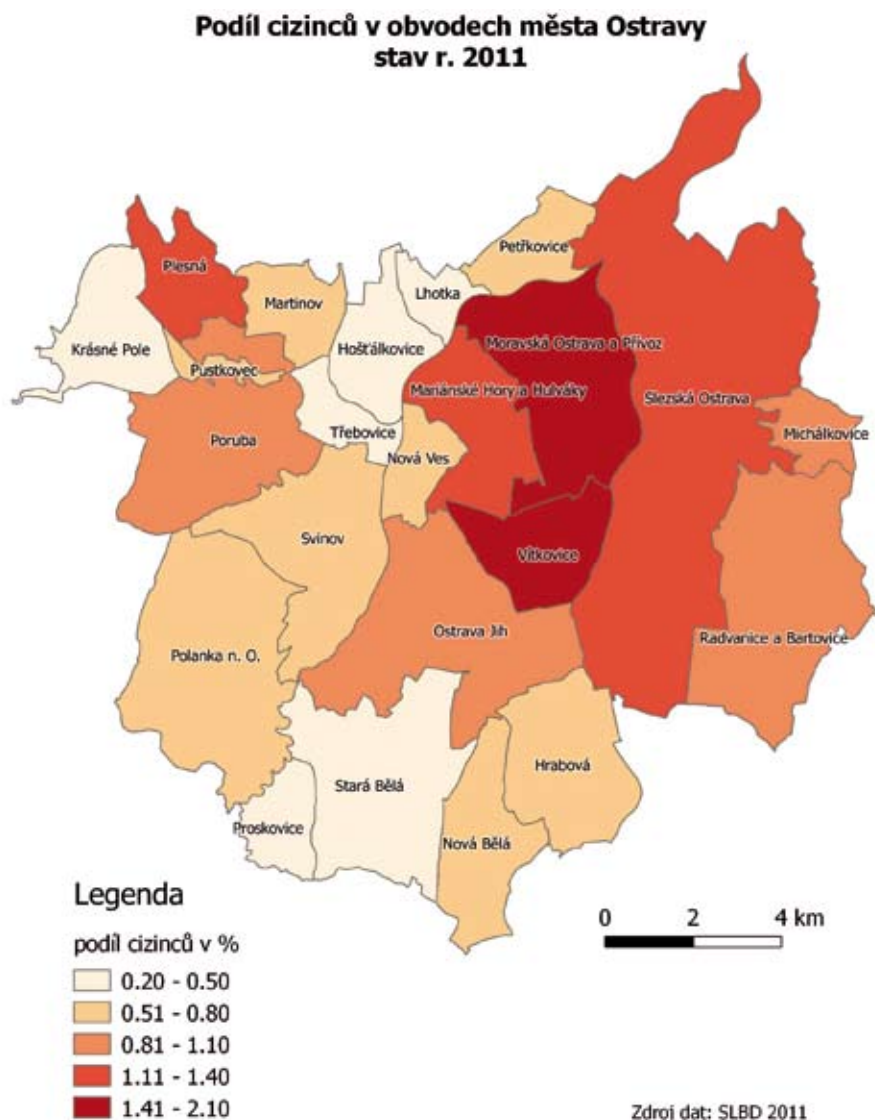 Podíl cizinců v obvodech města Ostravy
stav r. 2011
Petřkovice
Plesná
Lhotka
Martinov
Krásné Pole
Hošťálkovice
Moravská Ostrava a Přívoz
Pustkovec
Mariánské Hory a Hulváky
Slezská Ostrava
Třebovice
Michálkovice
Poruba
Nová Ves
Svinov
Vítkovice
Ostrava Jih
Radvanice a Bartovice
Polanka n. O.
Hrabová
Stará Bělá
Proskovice
Nová Bělá
Legenda
podíl cizinců v %
0.20 - 0.50
0.51 - 0.80
0.81 - 1.10
1.11 - 1.40
1.41 - 2.10
0 2 4 km
Zdroj dat: SLBD 2011